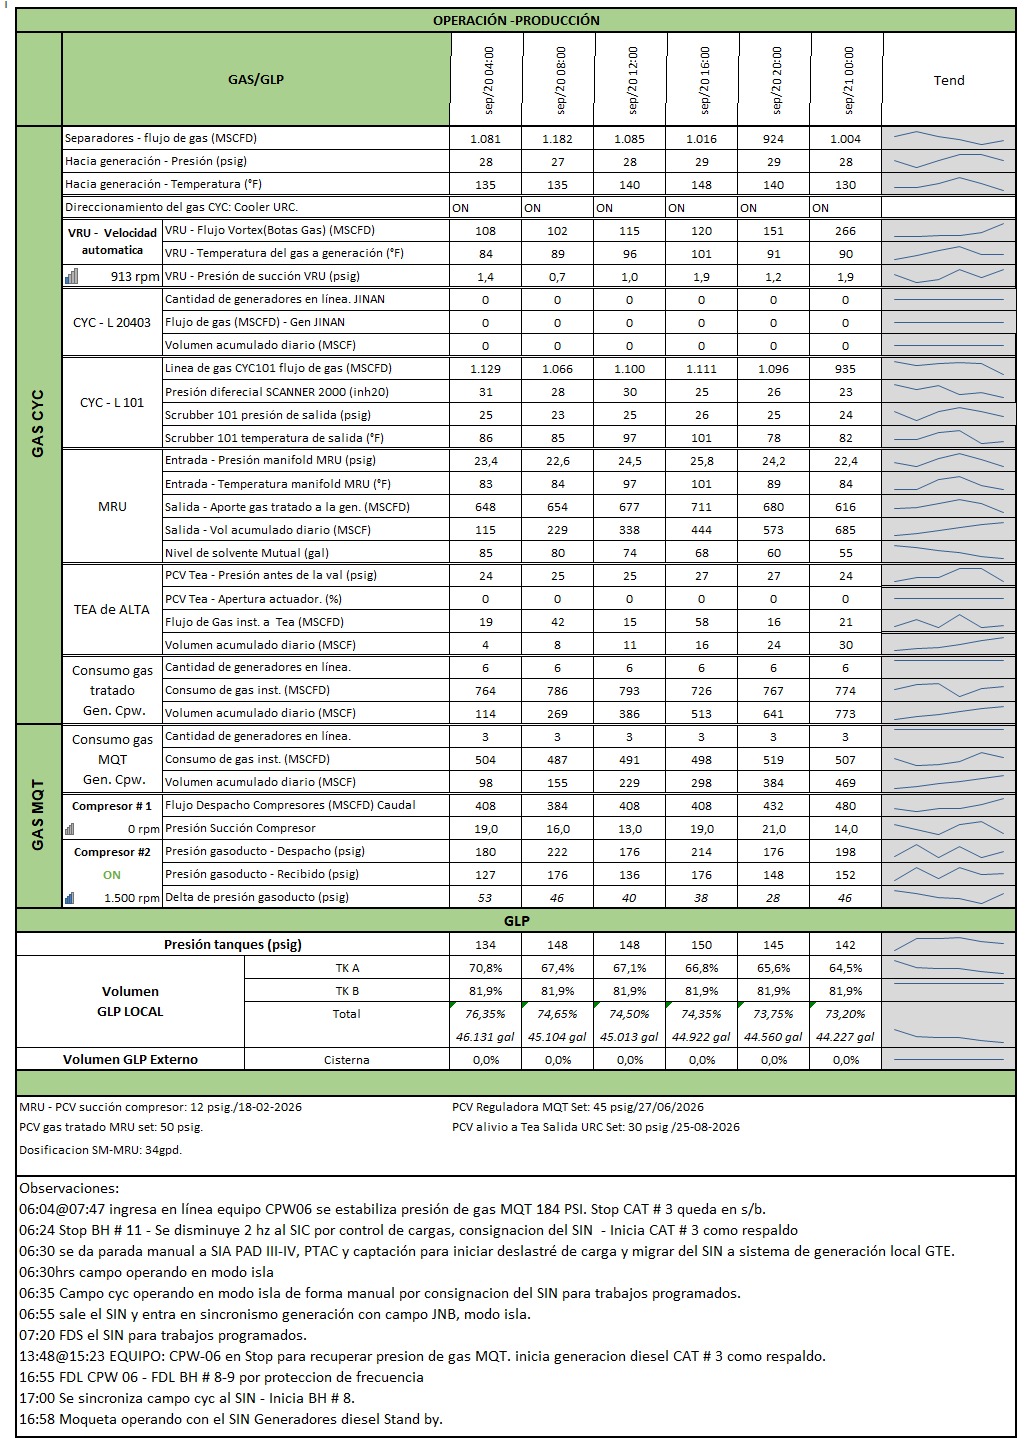 OPERACIÓN -PRODUCCIÓN
GAS/GLP sep/20 04:00 sep/20 08:00 sep/20 12:00 sep/20 16:00 sep/20 20:00 sep/21 00:00 Tend
GAS CYC
Separadores - flujo de gas (MSCFD) 1.081 1.182 1.085 1.016 924 1.004
Hacia generación - Presión (psig) 28 27 28 29 29 28
Hacia generación - Temperatura (°F) 135 135 140 148 140 130
Direccionamiento del gas CYC: Cooler URC. ON ON ON ON ON ON
VRU - Velocidad automatica
VRU - Flujo Vortex(Botas Gas) (MSCFD) 108 102 115 120 151 266
VRU - Temperatura del gas a generación (°F) 84 89 96 101 91 90
913 rpm VRU - Presión de succión VRU (psig) 1,4 0,7 1,0 1,9 1,2 1,9
CYC - L 20403
Cantidad de generadores en línea. JINAN 0 0 0 0 0 0
Flujo de gas (MSCFD) - Gen JINAN 0 0 0 0 0 0
Volumen acumulado diario (MSCF) 0 0 0 0 0 0
CYC - L 101
Linea de gas CYC101 flujo de gas (MSCFD) 1.129 1.066 1.100 1.111 1.096 935
Presión diferecial SCANNER 2000 (inh20) 31 28 30 25 26 23
Scrubber 101 presión de salida (psig) 25 23 25 26 25 24
Scrubber 101 temperatura de salida (°F) 86 85 97 101 78 82
MRU
Entrada - Presión manifold MRU (psig) 23,4 22,6 24,5 25,8 24,2 22,4
Entrada - Temperatura manifold MRU (°F) 83 84 97 101 89 84
Salida - Aporte gas tratado a la gen. (MSCFD) 648 654 677 711 680 616
Salida - Vol acumulado diario (MSCF) 115 229 338 444 573 685
Nivel de solvente Mutual (gal) 85 80 74 68 60 55
TEA de ALTA
PCV Tea - Presión antes de la val (psig) 24 25 25 27 27 24
PCV Tea - Apertura actuador. (%) 0 0 0 0 0 0
Flujo de Gas inst. a Tea (MSCFD) 19 42 15 58 16 21
Volumen acumulado diario (MSCF) 4 8 11 16 24 30
Consumo gas tratado Gen. Cpw.
Cantidad de generadores en línea. 6 6 6 6 6 6
Consumo de gas inst. (MSCFD) 764 786 793 726 767 774
Volumen acumulado diario (MSCF) 114 269 386 513 641 773
GAS MQT
Consumo gas MQT Gen. Cpw.
Cantidad de generadores en línea. 3 3 3 3 3 3
Consumo de gas inst. (MSCFD) 504 487 491 498 519 507
Volumen acumulado diario (MSCF) 98 155 229 298 384 469
Compresor # 1 Flujo Despacho Compresores (MSCFD) Caudal 408 384 408 408 432 480
0 rpm Presión Succión Compresor 19,0 16,0 13,0 19,0 21,0 14,0
Compresor #2 Presión gasoducto - Despacho (psig) 180 222 176 214 176 198
ON Presión gasoducto - Recibido (psig) 127 176 136 176 148 152
1.500 rpm Delta de presión gasoducto (psig) 53 46 40 38 28 46
GLP
Presión tanques (psig) 134 148 148 150 145 142
Volumen GLP LOCAL
TK A 70,8% 67,4% 67,1% 66,8% 65,6% 64,5%
TK B 81,9% 81,9% 81,9% 81,9% 81,9% 81,9%
Total 76,35% 74,65% 74,50% 74,35% 73,75% 73,20%
46.131 gal 45.104 gal 45.013 gal 44.922 gal 44.560 gal 44.227 gal
Volumen GLP Externo Cisterna 0,0% 0,0% 0,0% 0,0% 0,0% 0,0%
MRU - PCV succión compresor: 12 psig./18-02-2026 PCV Reguladora MQT Set: 45 psig/27/06/2026
PCV gas tratado MRU set: 50 psig. PCV alivio a Tea Salida URC Set: 30 psig /25-08-2026
Dosificacion SM-MRU: 34gpd.
Observaciones:
06:04@07:47 ingresa en línea equipo CPW06 se estabiliza presión de gas MQT 184 PSI. Stop CAT # 3 queda en s/b.
06:24 Stop BH # 11 - Se disminuye 2 hz al SIC por control de cargas, consignacion del SIN - Inicia CAT # 3 como respaldo
06:30 se da parada manual a SIA PAD III-IV, PTAC y captación para iniciar deslastré de carga y migrar del SIN a sistema de generación local GTE.
06:30hrs campo operando en modo isla
06:35 Campo cyc operando en modo isla de forma manual por consignacion del SIN para trabajos programados.
06:55 sale el SIN y entra en sincronismo generación con campo JNB, modo isla.
07:20 FDS el SIN para trabajos programados.
13:48@15:23 EQUIPO: CPW-06 en Stop para recuperar presion de gas MQT. inicia generacion diesel CAT # 3 como respaldo.
16:55 FDL CPW 06 - FDL BH # 8-9 por proteccion de frecuencia
17:00 Se sincroniza campo cyc al SIN - Inicia BH # 8.
16:58 Moqueta operando con el SIN Generadores diesel Stand by.